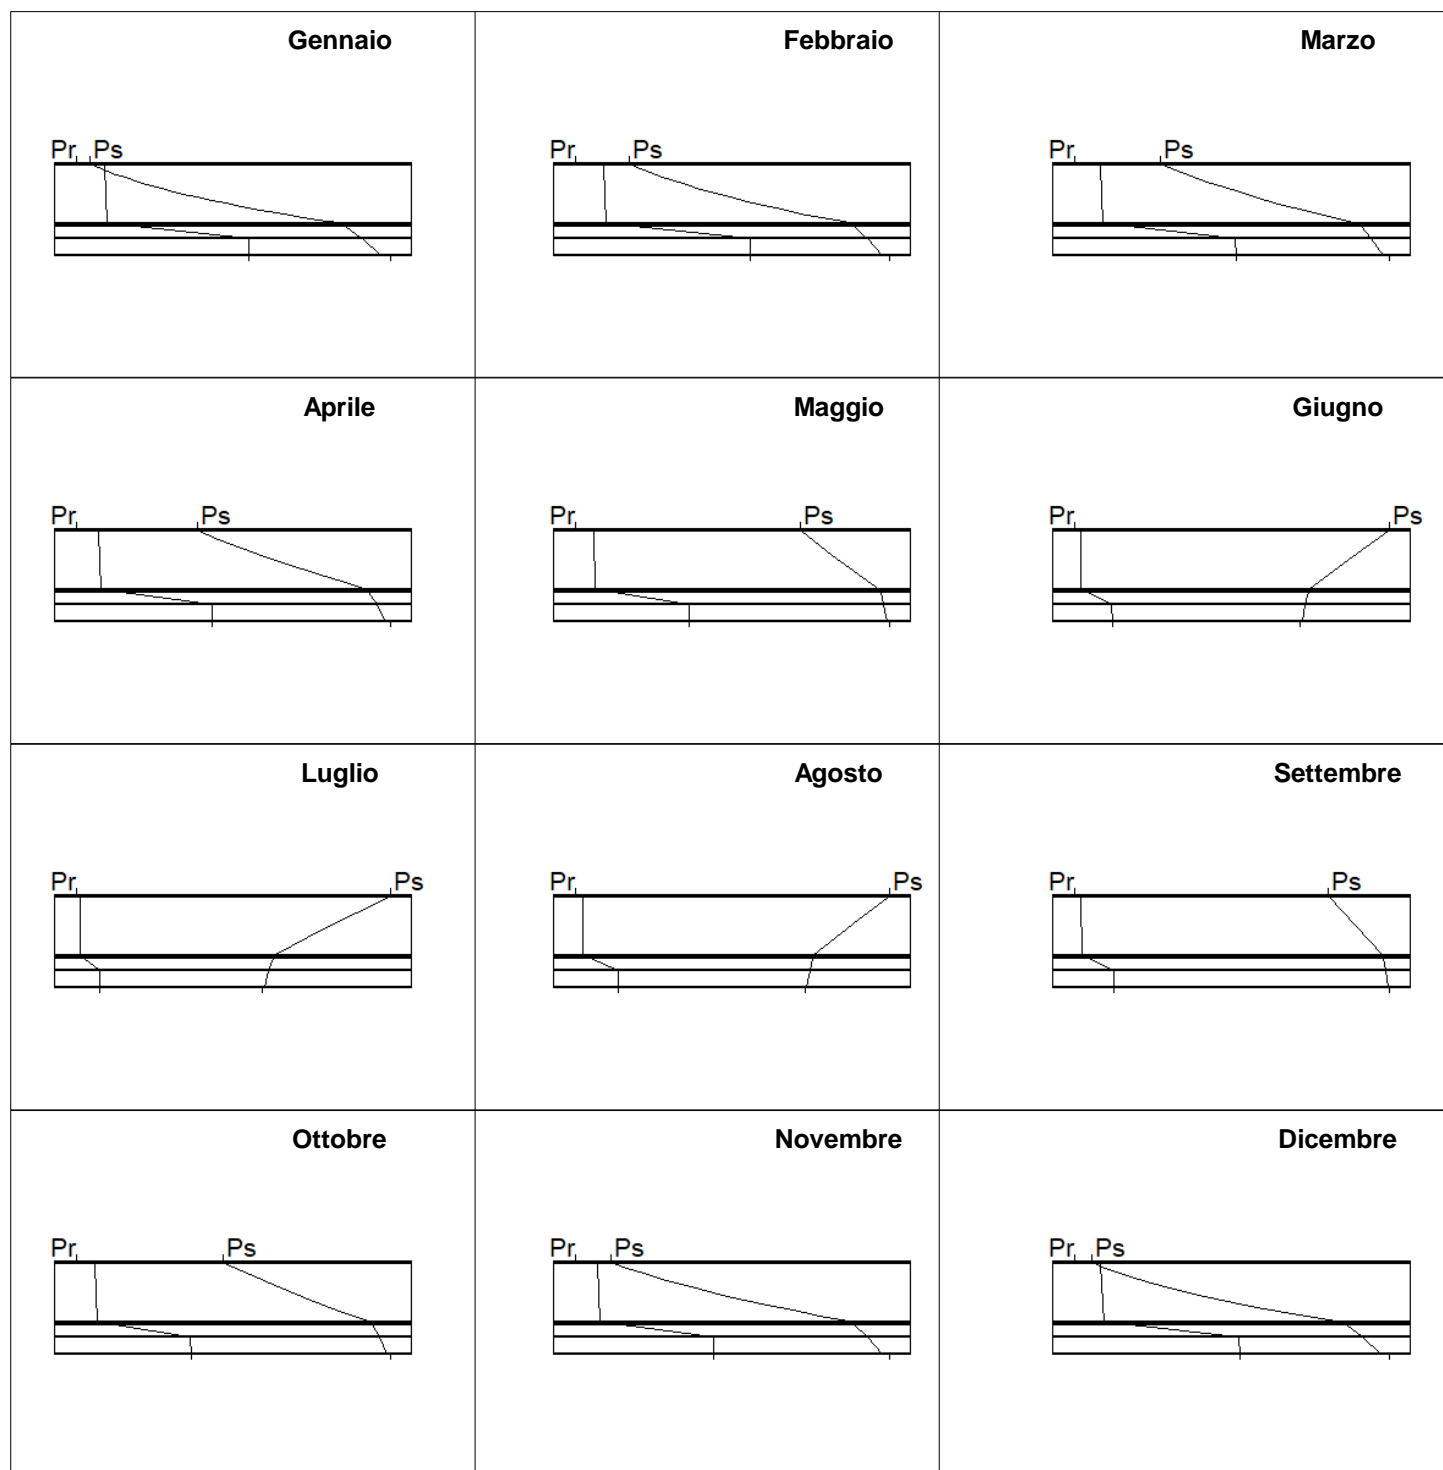 Gennaio Febbraio Marzo
Pr Ps Pr Ps Pr Ps
Aprile Maggio Giugno
Pr Ps Pr Ps Pr Ps
Luglio Agosto Settembre
Pr Ps Pr Ps Pr Ps
Ottobre Novembre Dicembre
Pr Ps Pr Ps Pr Ps